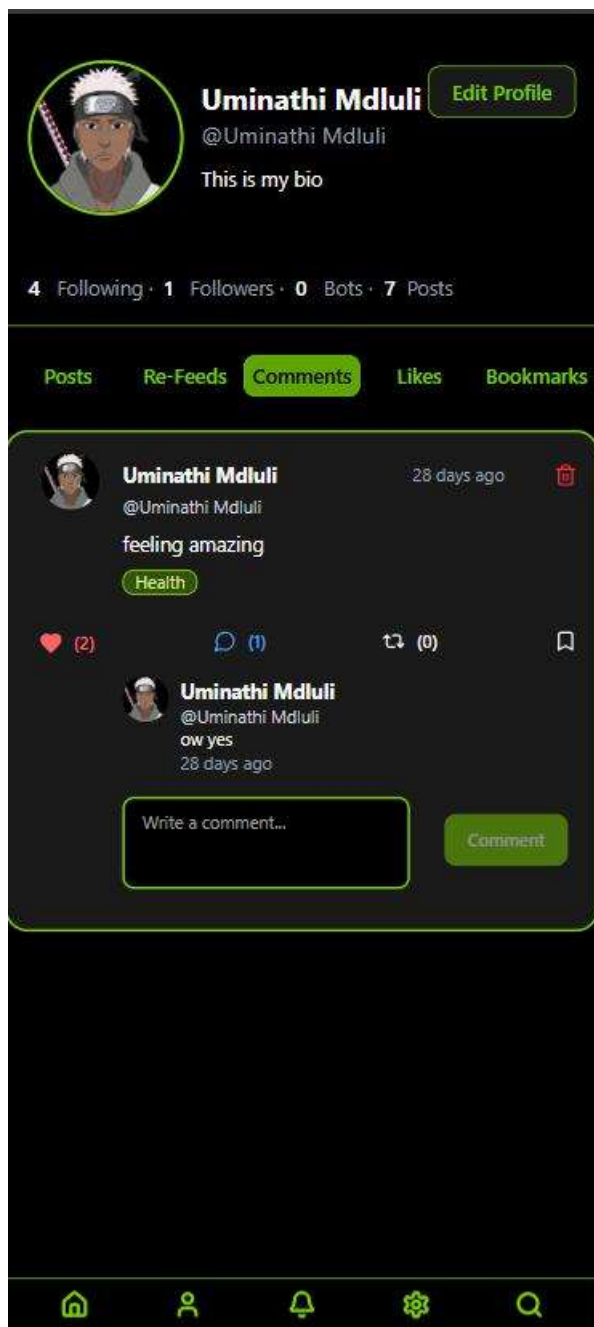 Uminathi Mdluli Edit Profile
@Uminathi Mdluli
This is my bio
4 Following · 1 Followers · 0 Bots · 7 Posts
Posts Re-Feeds Comments Likes Bookmarks
Uminathi Mdluli 28 days ago
@Uminathi Mdluli
feeling amazing
Health
(2) (1) (0)
Uminathi Mdluli
@Uminathi Mdluli
ow yes
28 days ago
Write a comment...
Comment